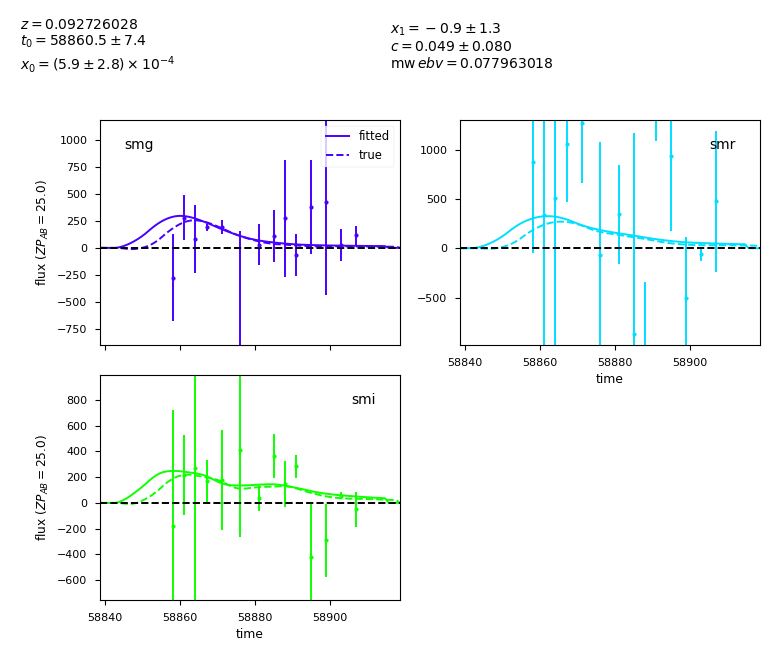 z = 0.092726028
t₀ = 58860.5 ± 7.4
x₀ = (5.9 ± 2.8) × 10⁻⁴
x₁ = −0.9 ± 1.3
c = 0.049 ± 0.080
mw ebv = 0.077963018
smg
fitted
true
1000
750
500
250
0
−250
−500
−750
flux (ZP_AB = 25.0)
smr
1000
500
0
−500
58840 58860 58880 58900
time
smi
800
600
400
200
0
−200
−400
−600
flux (ZP_AB = 25.0)
58840 58860 58880 58900
time